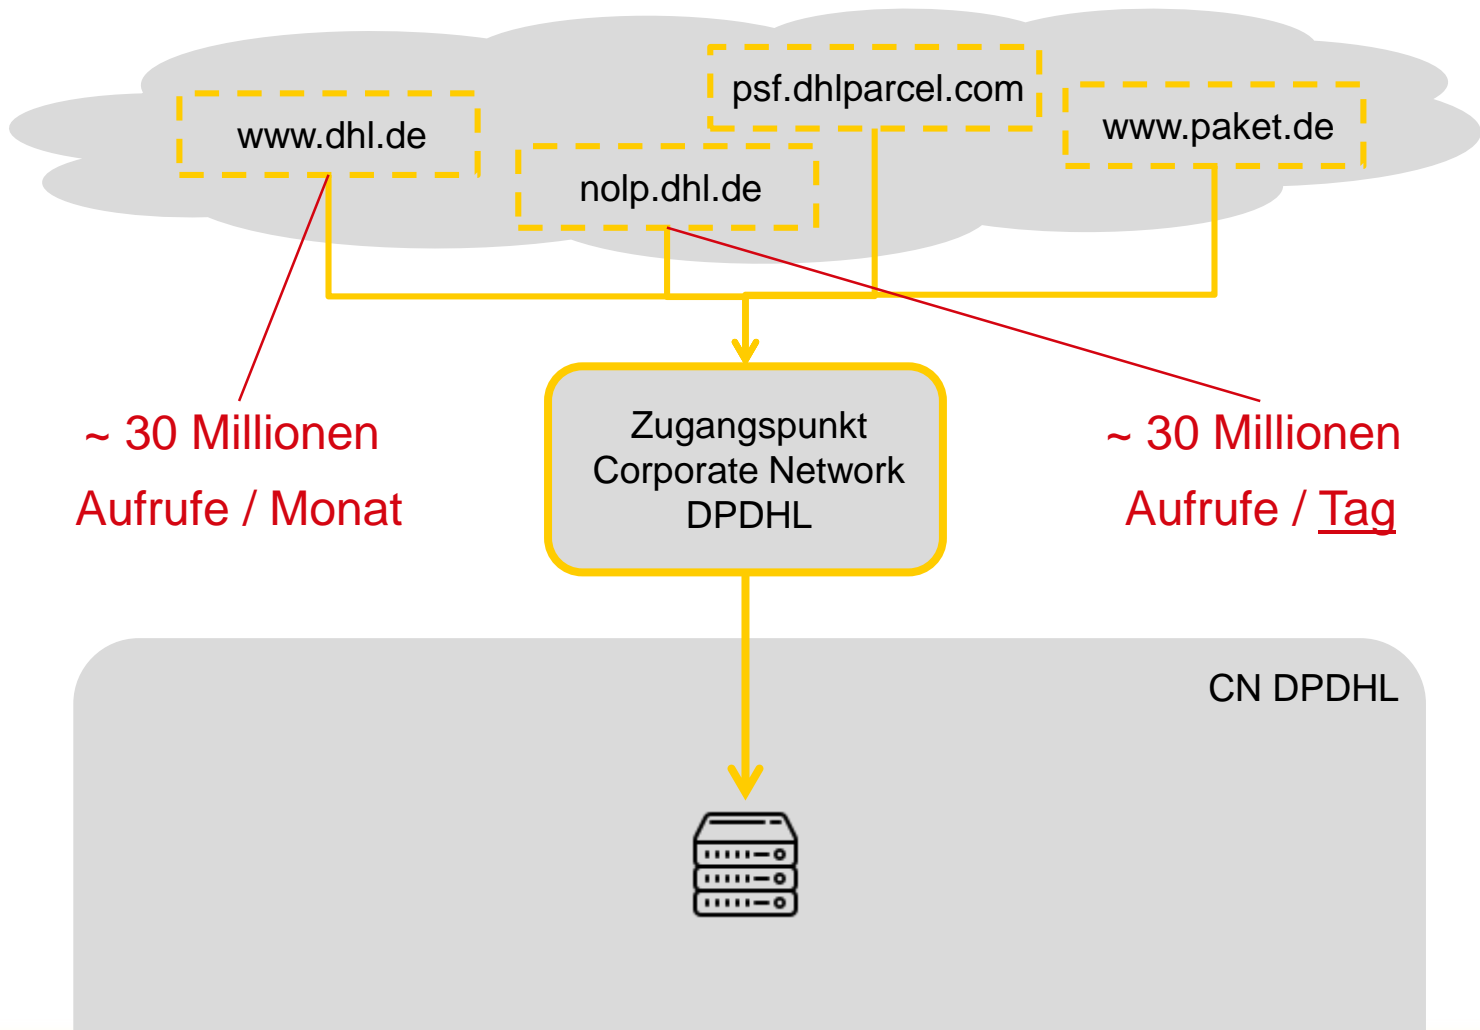 psf.dhlparcel.com
www.dhl.de
www.paket.de
nolp.dhl.de
~ 30 Millionen
Aufrufe / Monat
Zugangspunkt
Corporate Network
DPDHL
~ 30 Millionen
Aufrufe / Tag
CN DPDHL